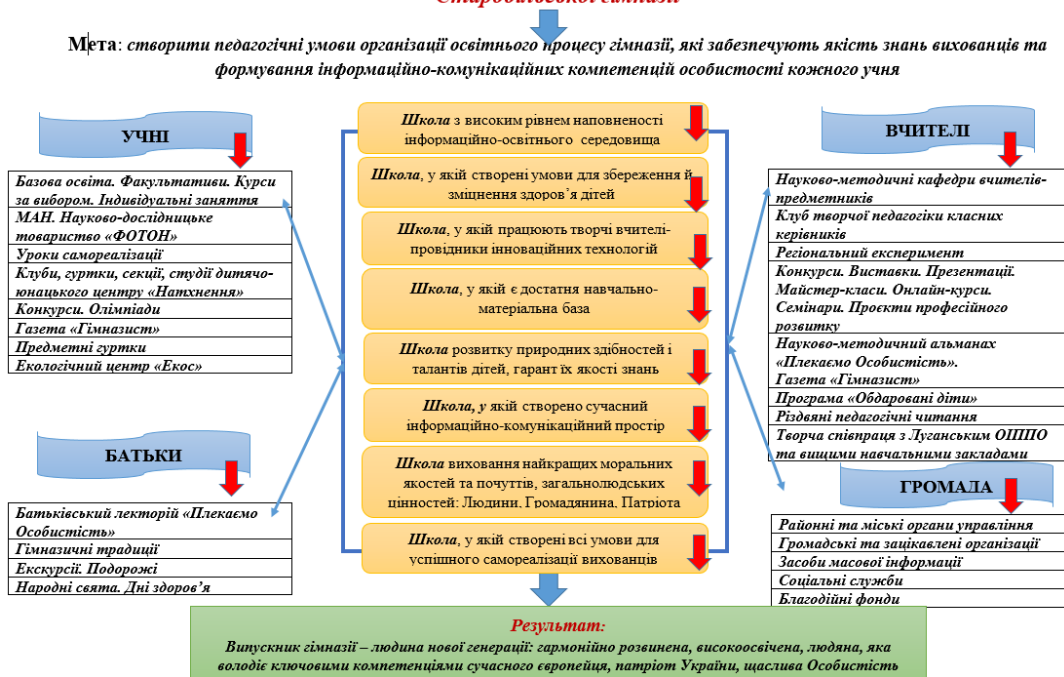 Старобільської гімназії
Мета: створити педагогічні умови організації освітнього процесу гімназії, які забезпечують якість знань вихованців та
формування інформаційно-комунікаційних компетенцій особистості кожного учня
УЧНІ
Базова освіта. Факультативи. Курси
за вибором. Індивідуальні заняття
МАН. Науково-дослідницьке
товариство «ФОТОН»
Уроки самореалізації
Клуби, гуртки, секції, студії дитячо-
юнацького центру «Натхнення»
Конкурси. Олімпіади
Газета «Гімназист»
Предметні гуртки
Екологічний центр «Екос»
БАТЬКИ
Батьківський лекторій «Плекаємо
Особистість»
Гімназичні традиції
Екскурсії. Подорожі
Народні свята. Дні здоров’я
Школа з високим рівнем наповненості
інформаційно-освітнього середовища
Школа, у якій створені умови для збереження й
зміцнення здоров’я дітей
Школа, у якій працюють творчі вчителі-
провідники інноваційних технологій
Школа, у якій є достатня навчально-
матеріальна база
Школа розвитку природних здібностей і
талантів дітей, гарант їх якості знань
Школа, у якій створено сучасний
інформаційно-комунікаційний простір
Школа виховання найкращих моральних
якостей та почуттів, загальнолюдських
цінностей: Людини, Громадянина, Патріота
Школа, у якій створені всі умови для
успішного самореалізації вихованців
ВЧИТЕЛІ
Науково-методичні кафедри вчителів-
предметників
Клуб творчої педагогіки класних
керівників
Регіональний експеримент
Конкурси. Виставки. Презентації.
Майстер-класи. Онлайн-курси.
Семінари. Проєкти професійного
розвитку
Науково-методичний альманах
«Плекаємо Особистість».
Газета «Гімназист»
Програма «Обдаровані діти»
Різдвяні педагогічні читання
Творча співпраця з Луганським ОІППО
та вищими навчальними закладами
ГРОМАДА
Районні та міські органи управління
Громадські та зацікавлені організації
Засоби масової інформації
Соціальні служби
Благодійні фонди
Результат:
Випускник гімназії – людина нової генерації: гармонійно розвинена, високоосвічена, людяна, яка
володіє ключовими компетенціями сучасного європейця, патріот України, щаслива Особистість